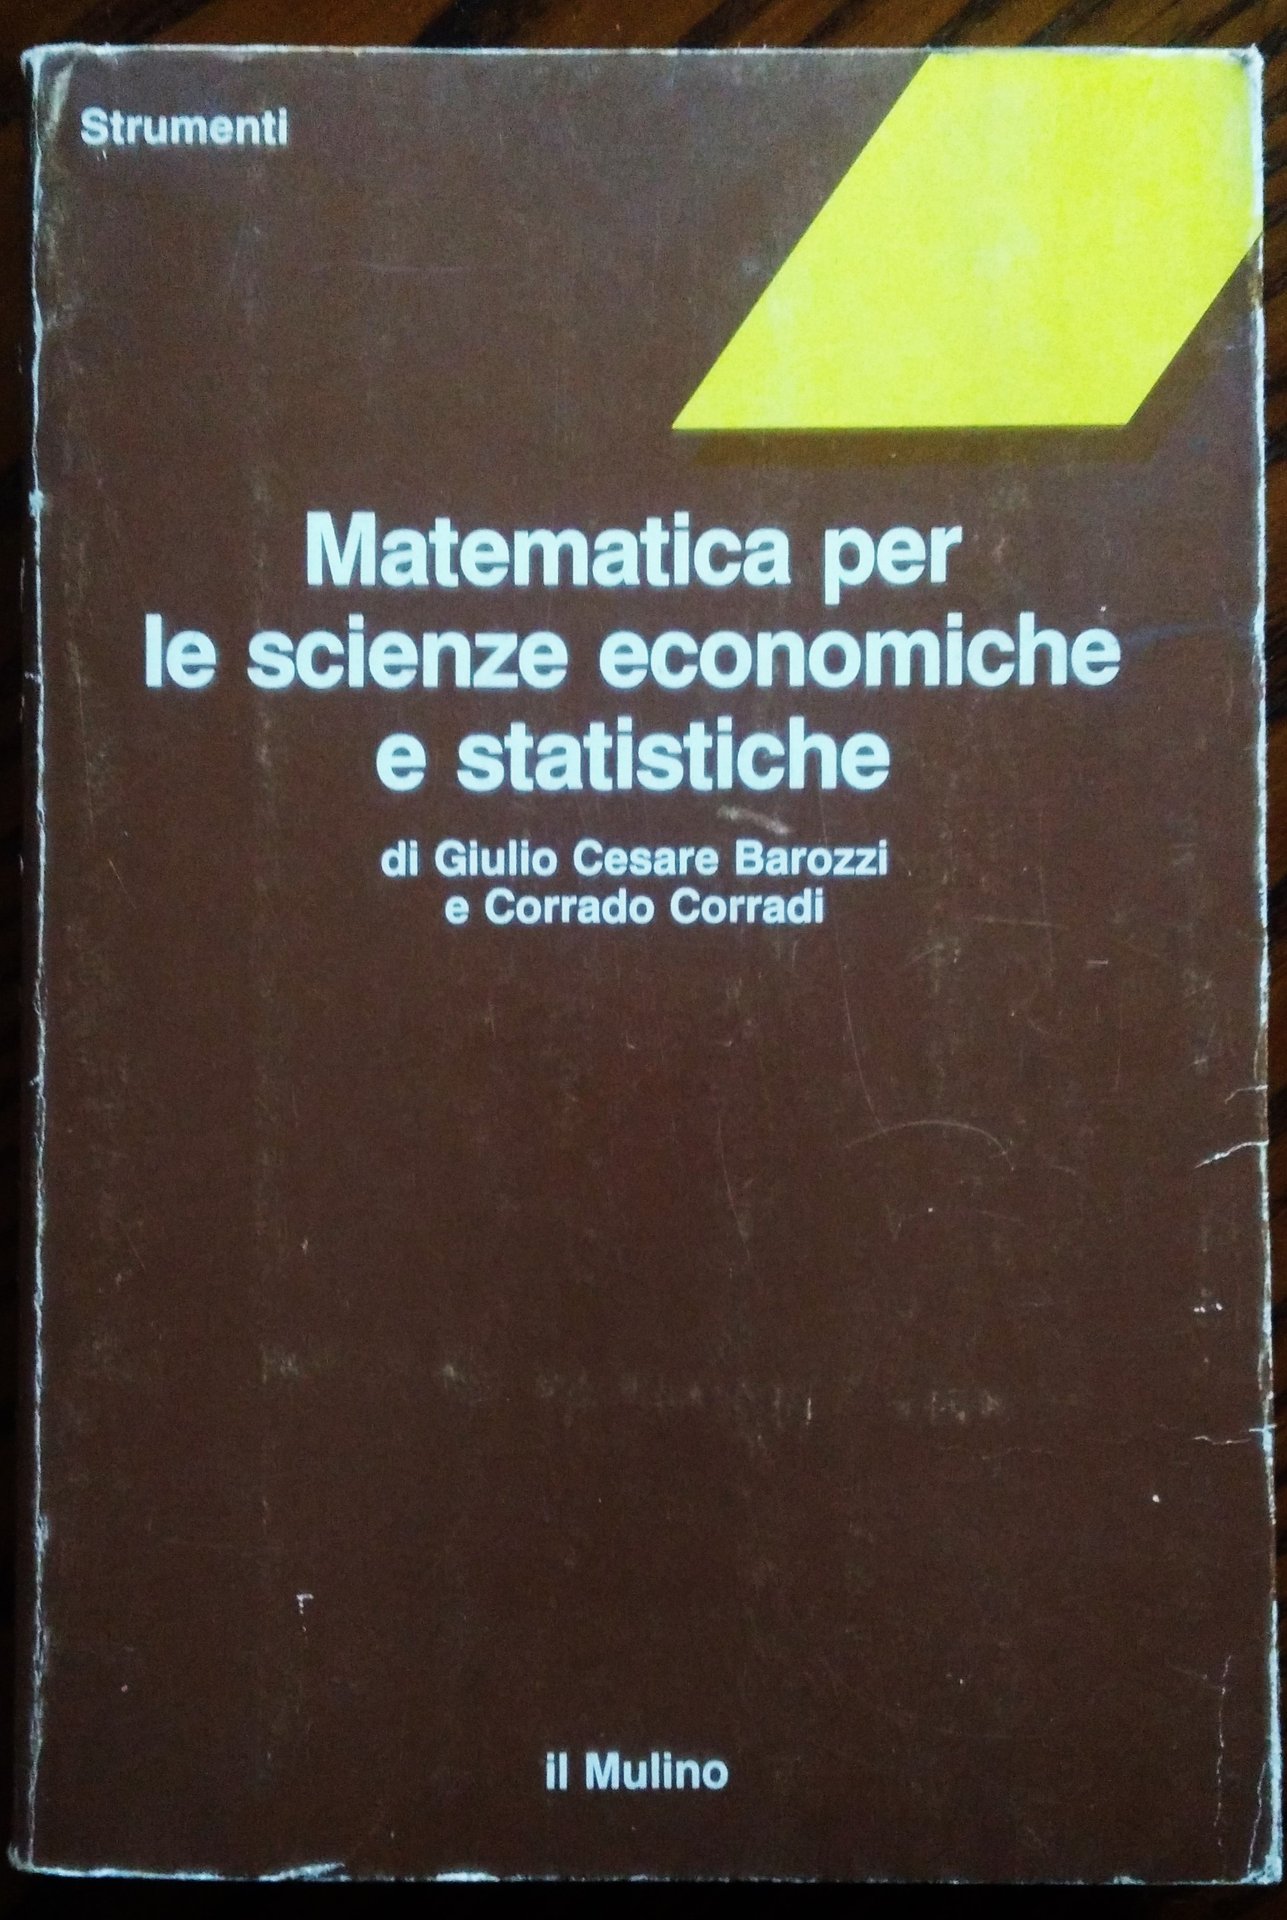 Strumenti
Matematica per
le scienze economiche
e statistiche
di Giulio Cesare Barozzi
e Corrado Corradi
il Mulino